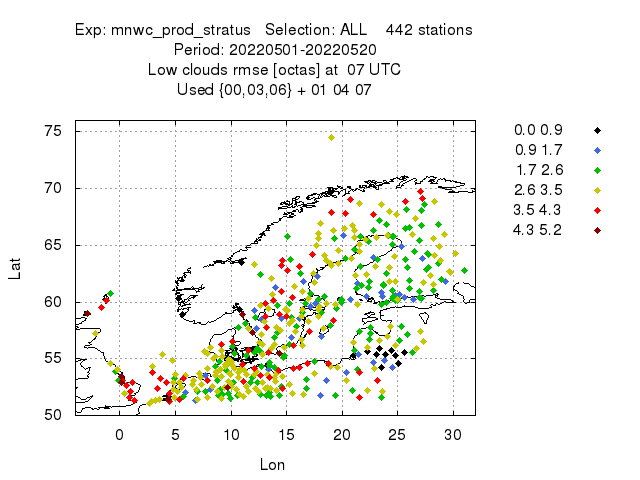 Exp: mnwc_prod_stratus Selection: ALL 442 stations
Period: 20220501-20220520
Low clouds rmse [octas] at 07 UTC
Used {00,03,06} + 01 04 07
0.0 0.9
0.9 1.7
1.7 2.6
2.6 3.5
3.5 4.3
4.3 5.2
75
70
65
60
55
50
Lat
0 5 10 15 20 25 30
Lon